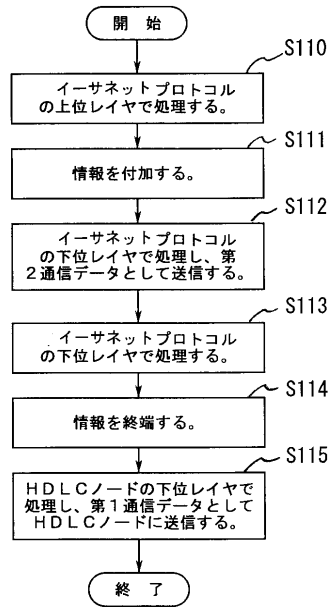 開 始
S110
イーサネットプロトコル
の上位レイヤで処理する。
S111
情報を付加する。
S112
イーサネットプロトコル
の下位レイヤで処理し、第
２通信データとして送信する。
S113
イーサネットプロトコル
の下位レイヤで処理する。
S114
情報を終端する。
S115
ＨＤＬＣノードの下位レイヤで
処理し、第１通信データとして
ＨＤＬＣノードに送信する。
終 了